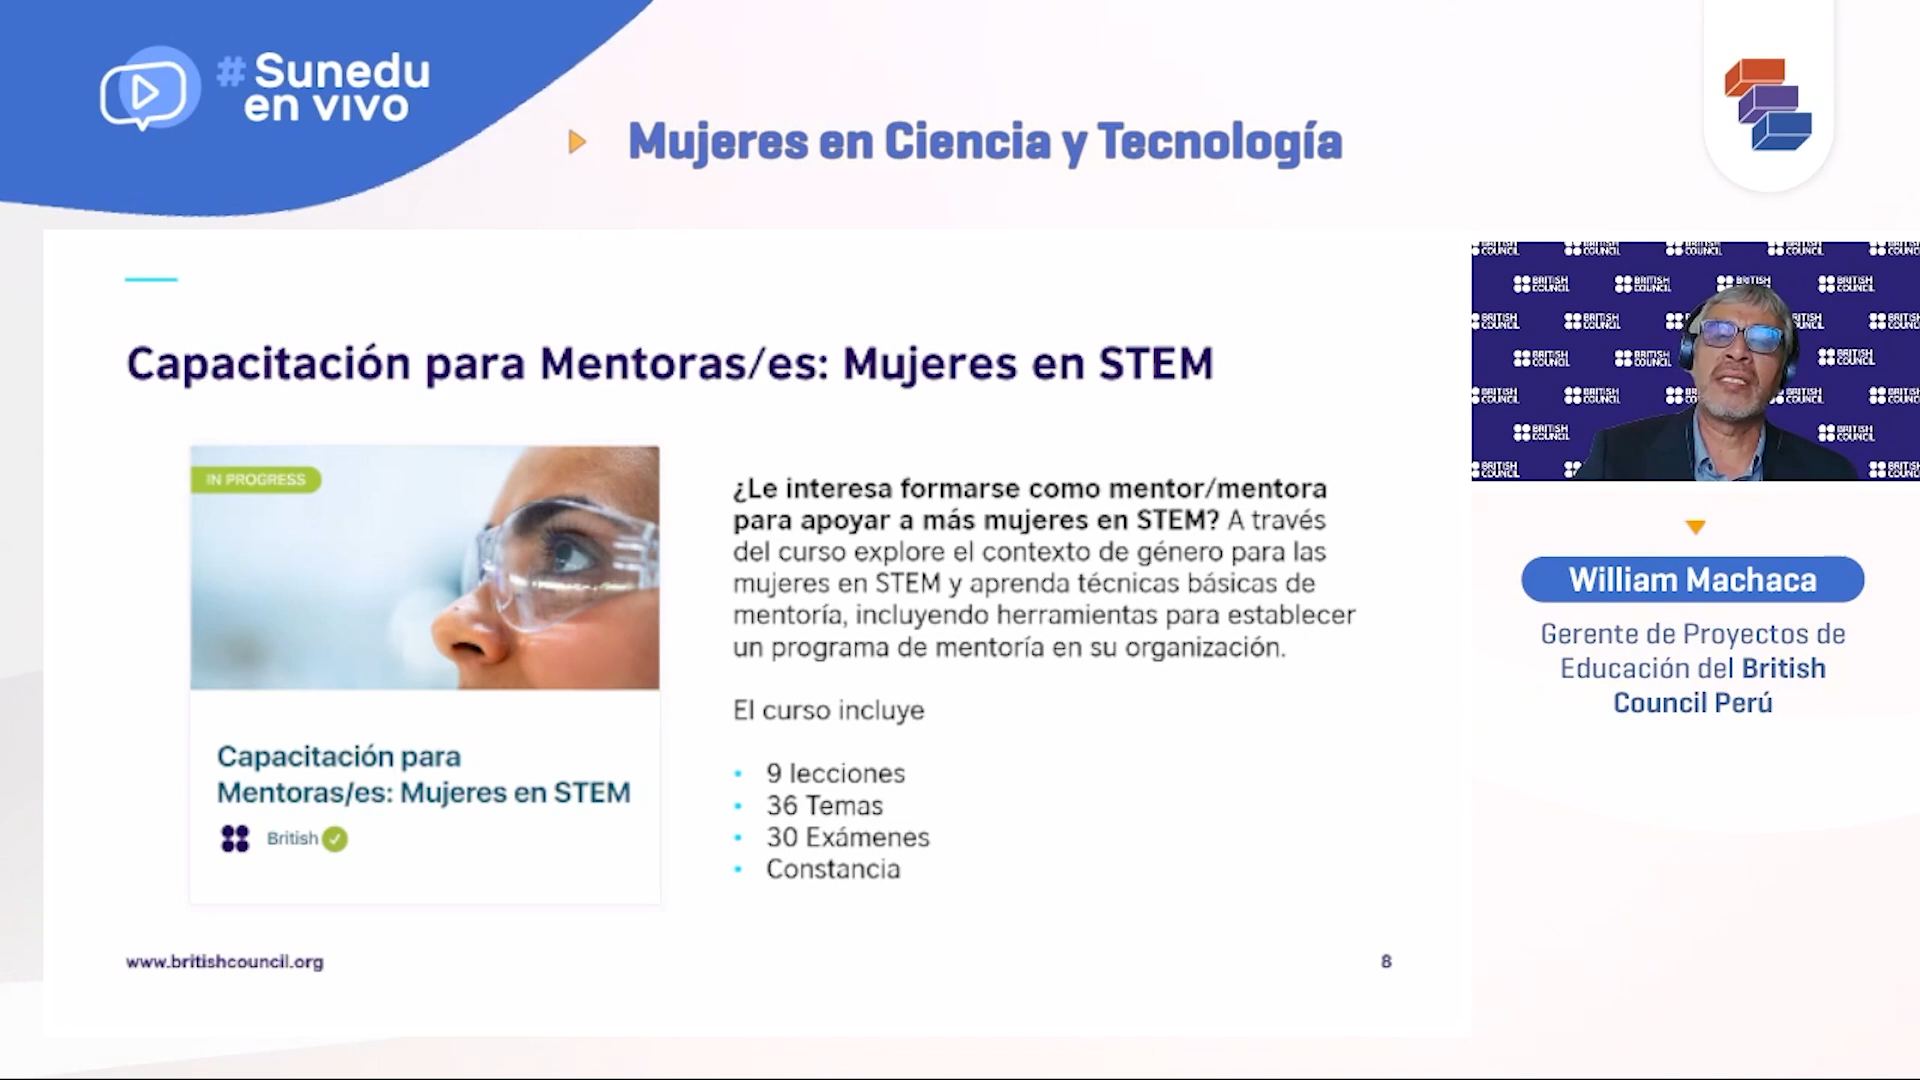 # Sunedu
en vivo
Mujeres en Ciencia y Tecnología
Capacitación para Mentoras/es: Mujeres en STEM
IN PROGRESS
¿Le interesa formarse como mentor/mentora
para apoyar a más mujeres en STEM? A través
del curso explore el contexto de género para las
mujeres en STEM y aprenda técnicas básicas de
mentoría, incluyendo herramientas para establecer
un programa de mentoría en su organización.
El curso incluye
• 9 lecciones
• 36 Temas
• 30 Exámenes
• Constancia
Capacitación para
Mentoras/es: Mujeres en STEM
British
www.britishcouncil.org
8
BRITISH
COUNCIL
William Machaca
Gerente de Proyectos de
Educación del British
Council Perú